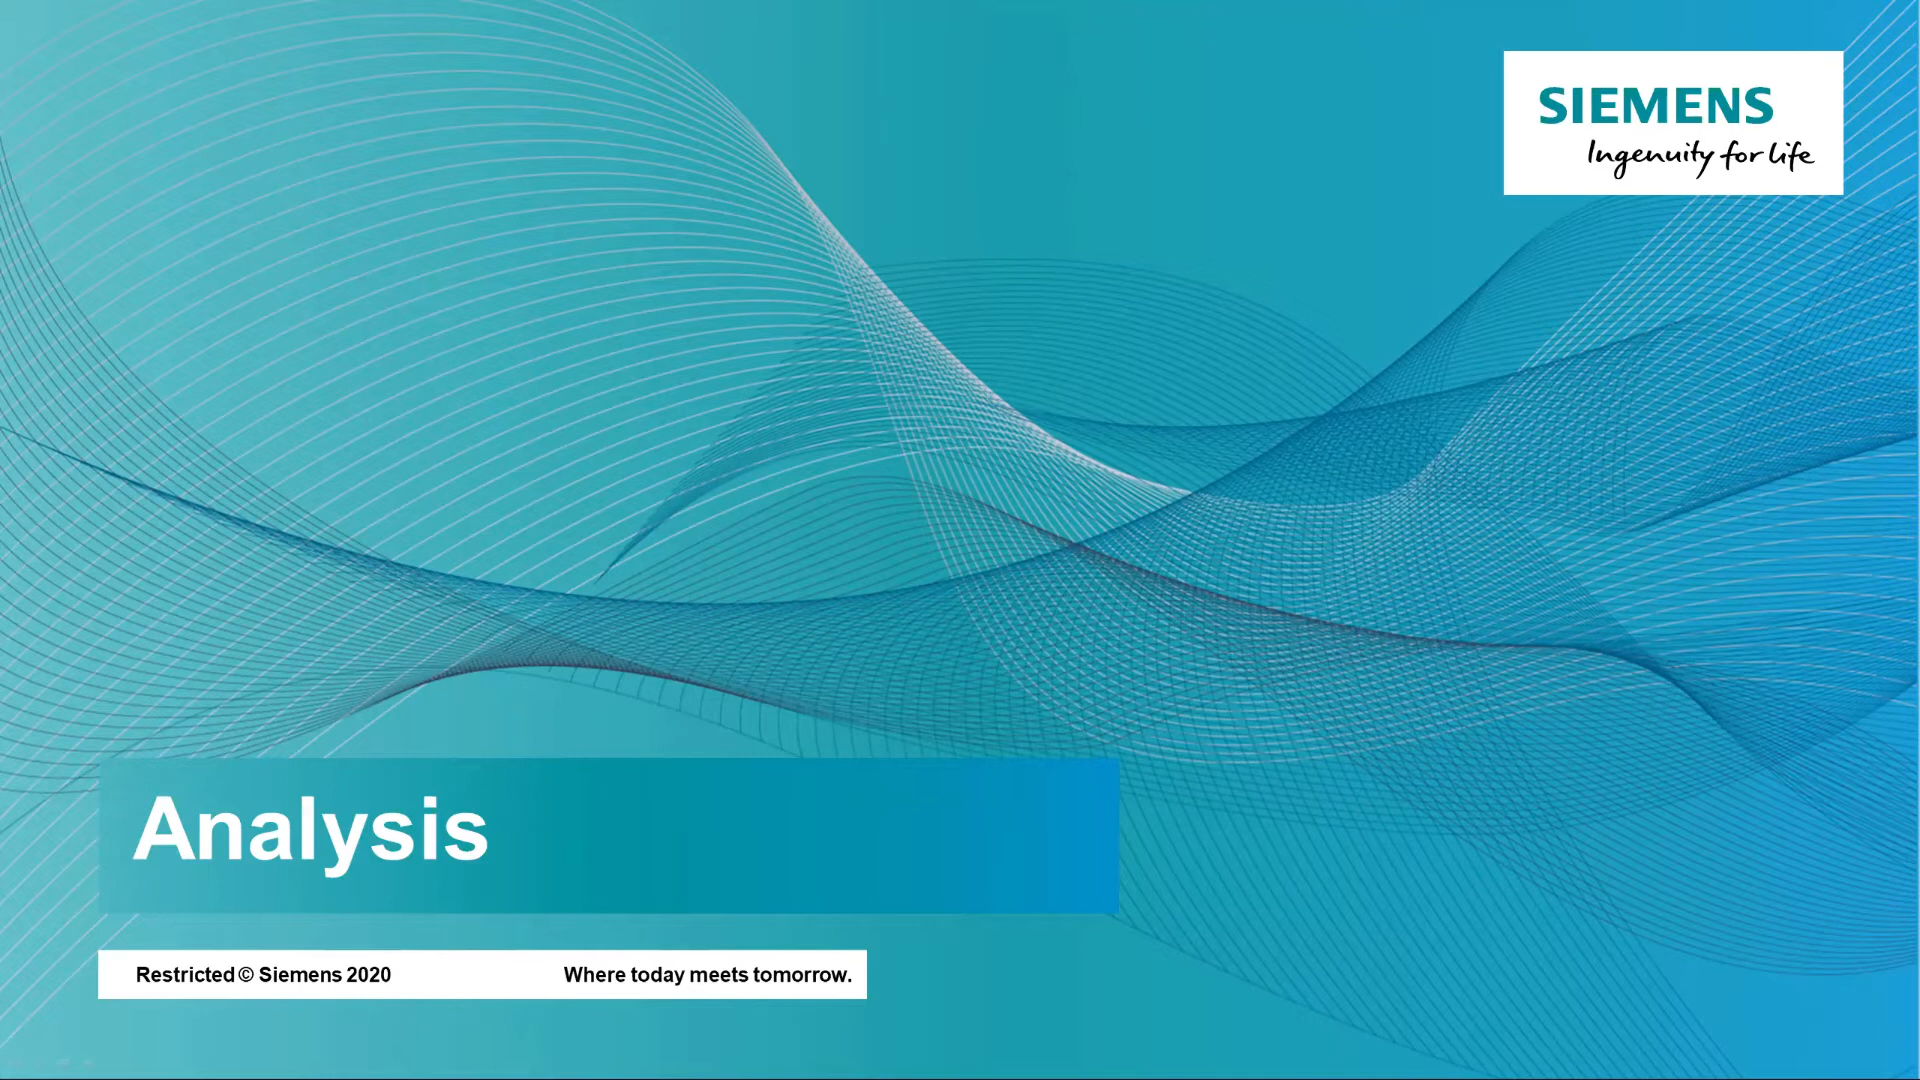 SIEMENS
Ingenuity for life
Analysis
Restricted © Siemens 2020 Where today meets tomorrow.